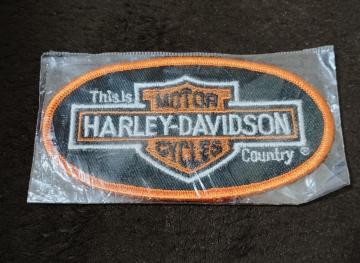 This is
MOTOR
HARLEY-DAVIDSON
CYCLES
Country ®